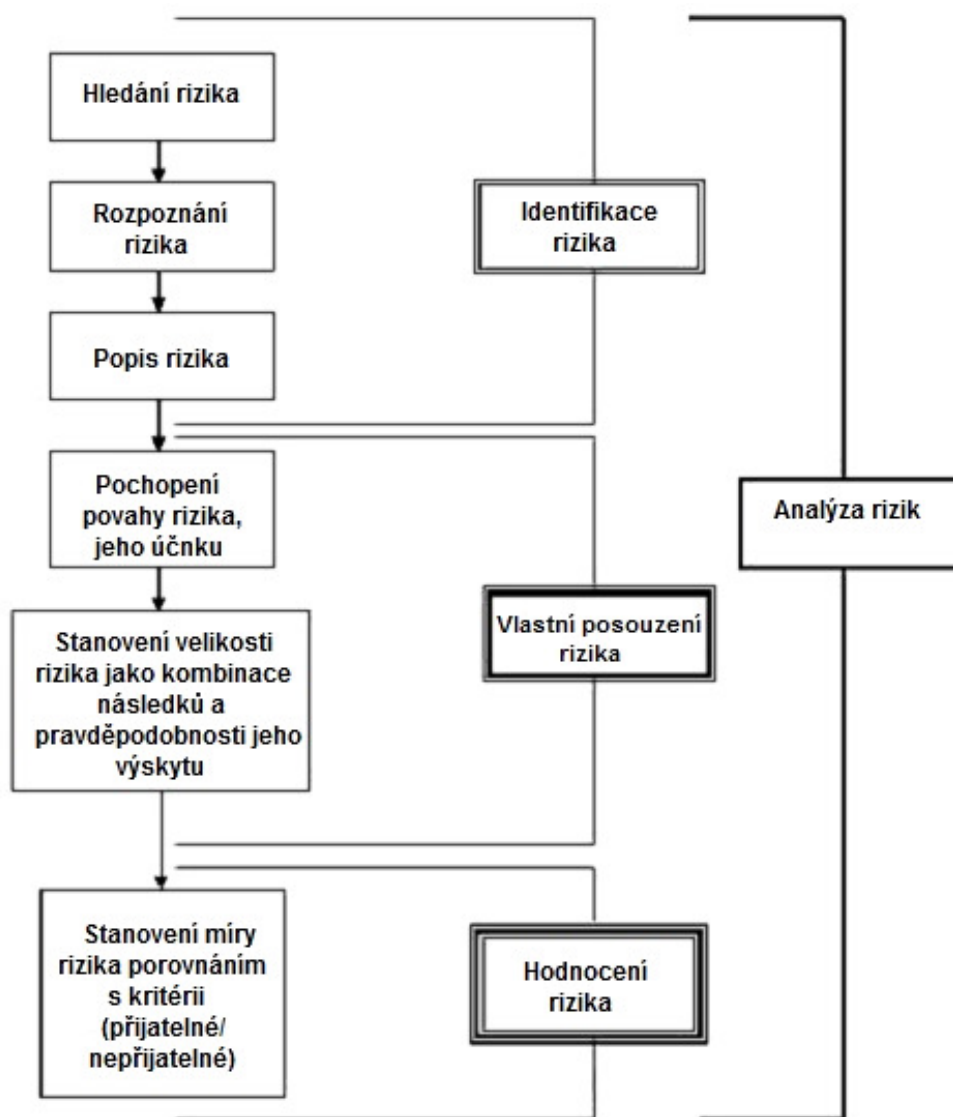 Hledání rizika
Rozpoznání
rizika
Identifikace
rizika
Popis rizika
Pochopení
povahy rizika,
jeho účnku
Analýza rizik
Stanovení velikosti
rizika jako kombinace
následků a
pravděpodobnosti jeho
výskytu
Vlastní posouzení
rizika
Stanovení míry
rizika porovnáním
s kritérii
(přijatelné/
nepřijatelné)
Hodnocení
rizika